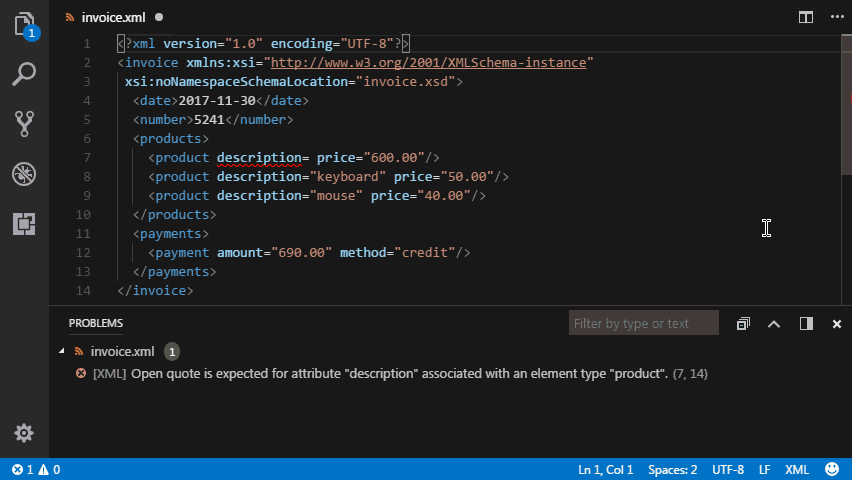 invoice.xml
1
1 <?xml version="1.0" encoding="UTF-8"?>
2 <invoice xmlns:xsi="http://www.w3.org/2001/XMLSchema-instance"
3 xsi:noNamespaceSchemaLocation="invoice.xsd">
4 <date>2017-11-30</date>
5 <number>5241</number>
6 <products>
7 <product description= price="600.00"/>
8 <product description="keyboard" price="50.00"/>
9 <product description="mouse" price="40.00"/>
10 </products>
11 <payments>
12 <payment amount="690.00" method="credit"/>
13 </payments>
14 </invoice>
PROBLEMS Filter by type or text
invoice.xml 1
[XML] Open quote is expected for attribute "description" associated with an element type "product". (7, 14)
1 0 Ln 1, Col 1 Spaces: 2 UTF-8 LF XML